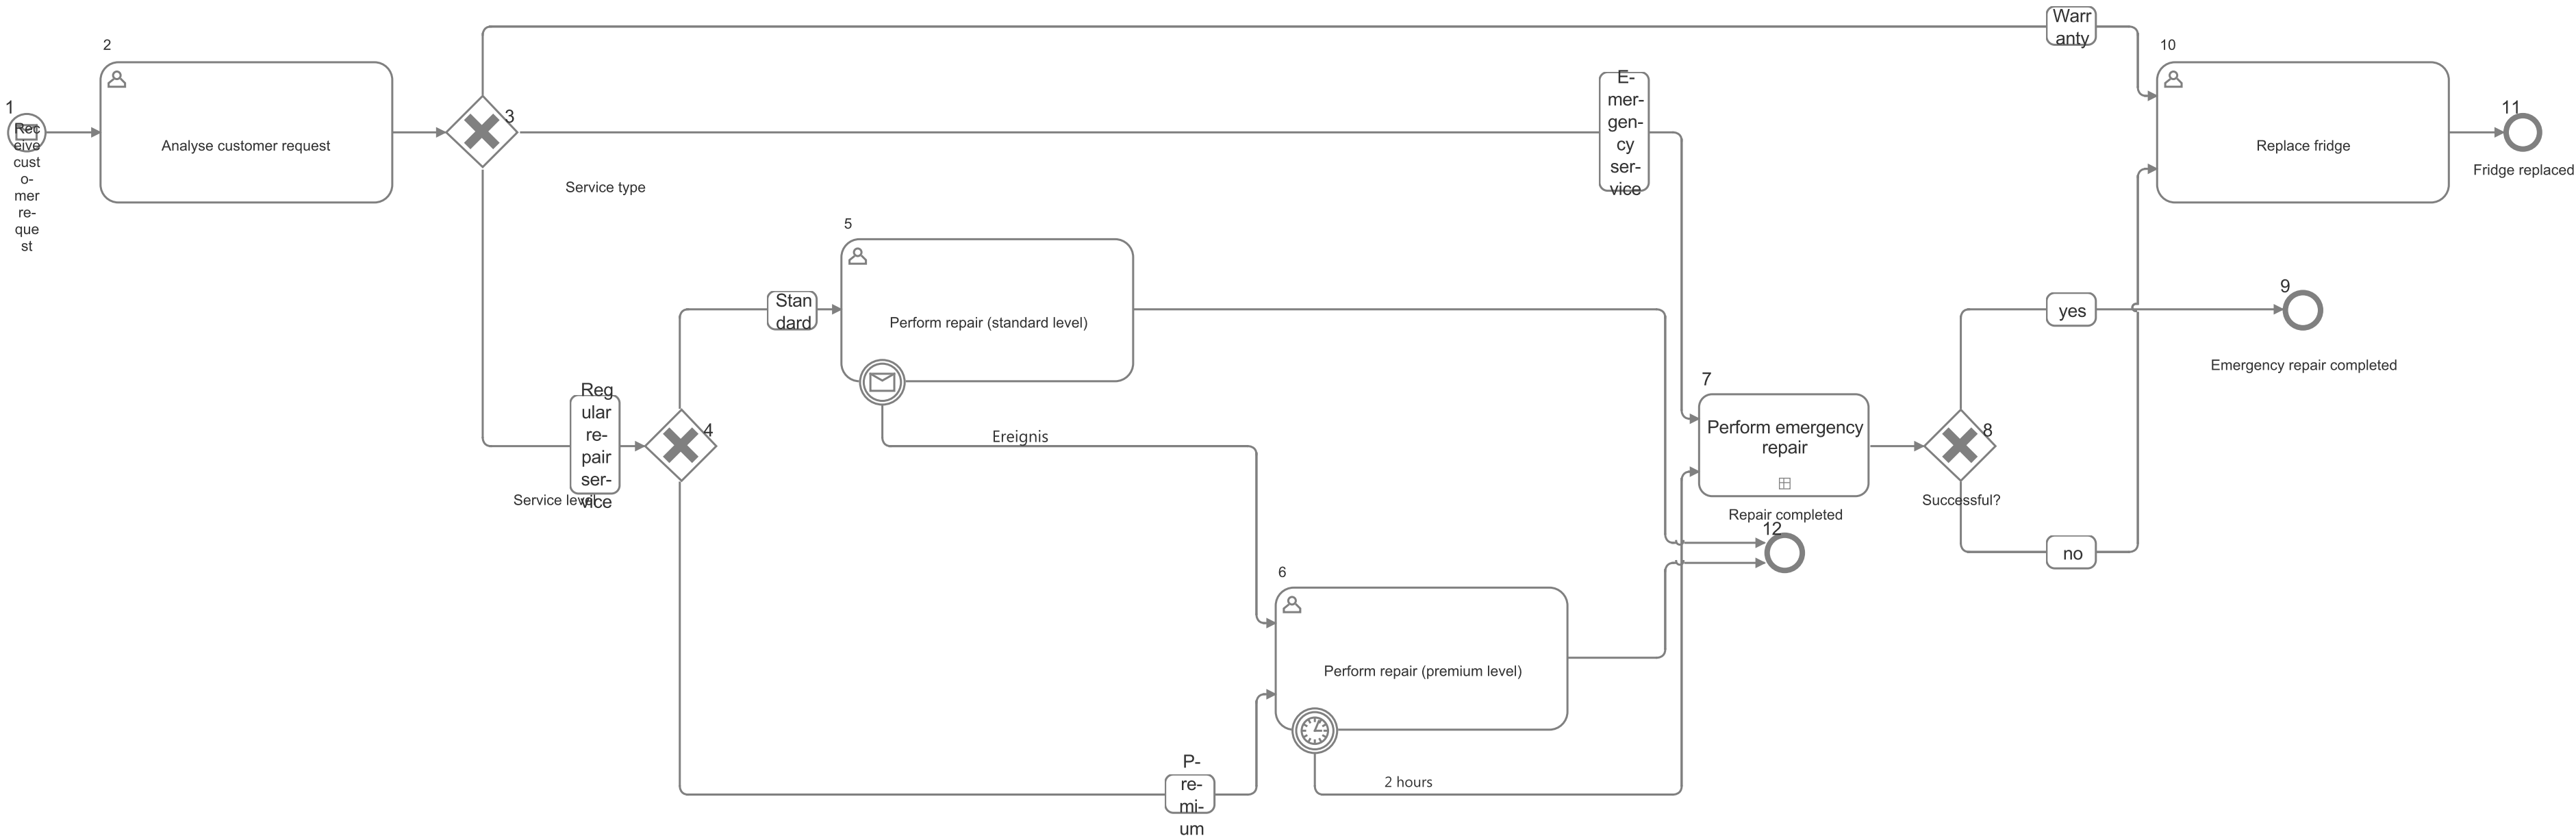 Warr
anty
2
10
E-
mer-
gen-
cy
ser-
vice
1
3
11
Rec
eive
cust
o-
mer
re-
que
st
Analyse customer request
Replace fridge
Fridge replaced
Service type
5
9
Stan
dard
Perform repair (standard level)
yes
Emergency repair completed
7
Reg
ular
re-
pair
ser-
vice
4
Ereignis
Perform emergency
repair
8
Service level
Successful?
Repair completed
12
no
6
Perform repair (premium level)
P-
re-
mi-
um
2 hours